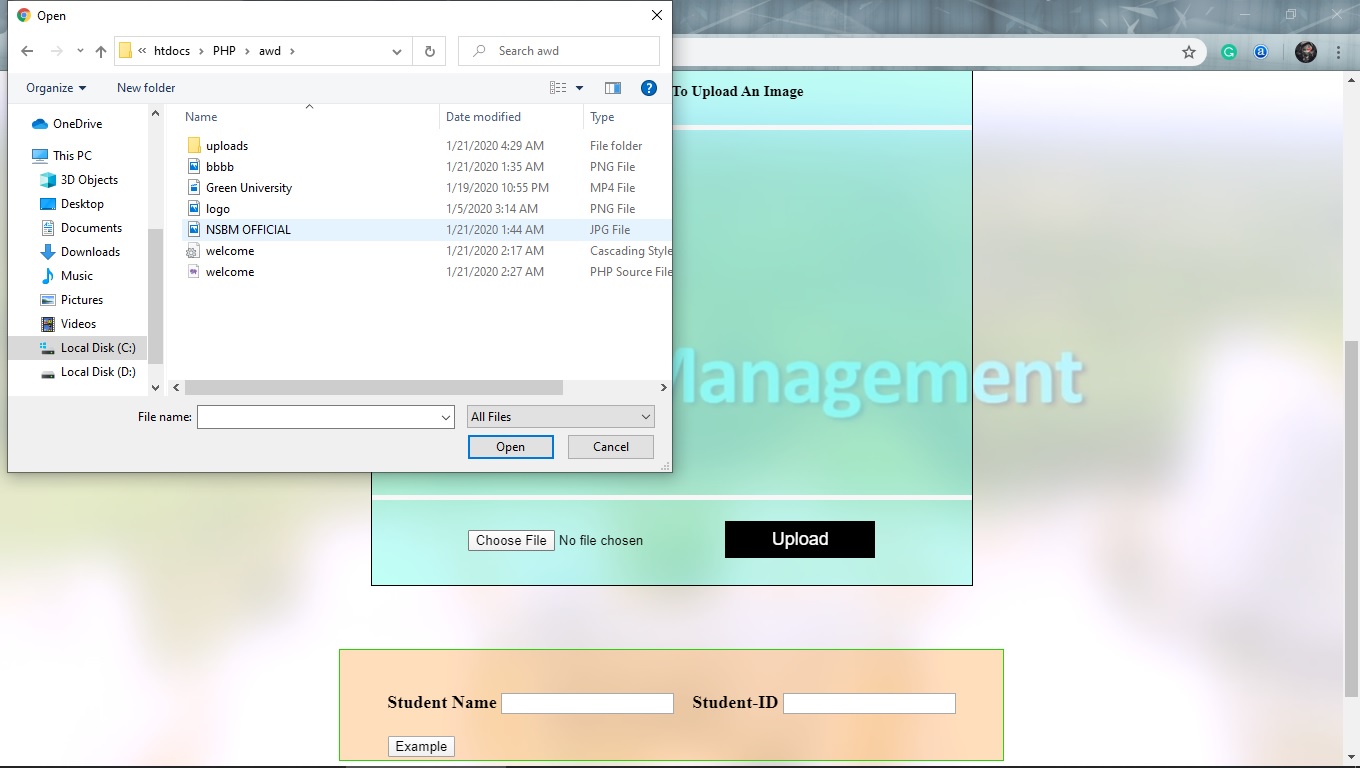 Open
« htdocs > PHP > awd >
Search awd
Organize
New folder
Name Date modified Type
OneDrive
This PC
3D Objects
Desktop
Documents
Downloads
Music
Pictures
Videos
Local Disk (C:)
Local Disk (D:)
uploads 1/21/2020 4:29 AM File folder
bbbb 1/21/2020 1:35 AM PNG File
Green University 1/19/2020 10:55 PM MP4 File
logo 1/5/2020 3:14 AM PNG File
NSBM OFFICIAL 1/21/2020 1:44 AM JPG File
welcome 1/21/2020 2:17 AM Cascading Style
welcome 1/21/2020 2:27 AM PHP Source File
File name:
All Files
Open Cancel
To Upload An Image
Management
Choose File No file chosen
Upload
Student Name Student-ID
Example